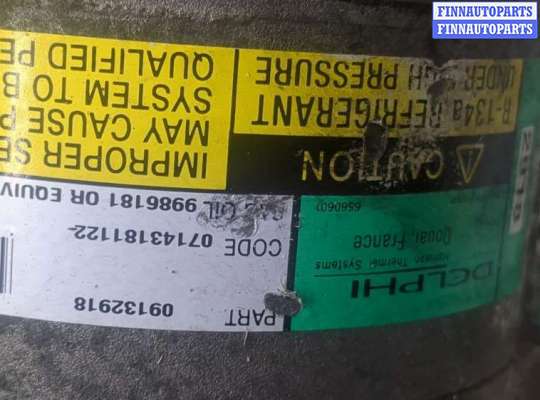 FINNAUTOPARTS
FINNAUTOPARTS
PART
09132918
CODE 07143181122-
OIL 9986181 OR EQUIV
DELPHI
Harrison Thermal Systems
Douai, France
CAUTION
R-134a REFRIGERANT
UNDER HIGH PRESSURE
IMPROPER SE
MAY CAUSE P
SYSTEM TO B
QUALIFIED PE